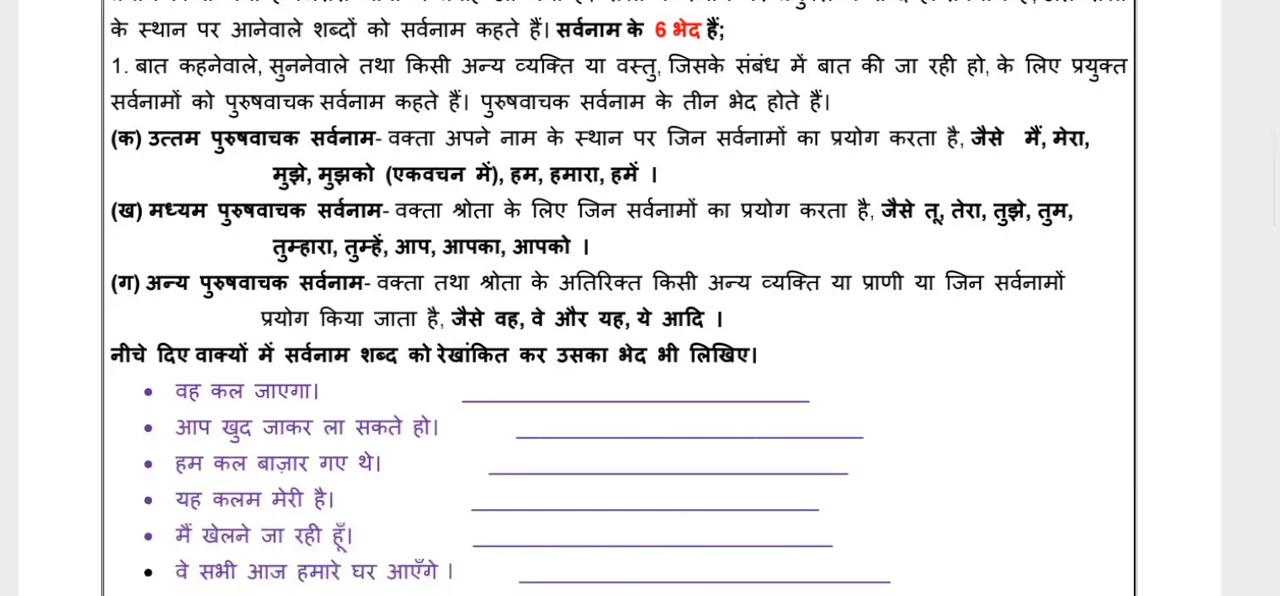 के स्थान पर आनेवाले शब्दों को सर्वनाम कहते हैं। सर्वनाम के 6 भेद हैं;
1. बात कहनेवाले, सुननेवाले तथा किसी अन्य व्यक्ति या वस्तु, जिसके संबंध में बात की जा रही हो, के लिए प्रयुक्त
सर्वनामों को पुरुषवाचक सर्वनाम कहते हैं। पुरुषवाचक सर्वनाम के तीन भेद होते हैं।
(क) उत्तम पुरुषवाचक सर्वनाम- वक्ता अपने नाम के स्थान पर जिन सर्वनामों का प्रयोग करता है, जैसे मैं, मेरा,
मुझे, मुझको (एकवचन में), हम, हमारा, हमें ।
(ख) मध्यम पुरुषवाचक सर्वनाम- वक्ता श्रोता के लिए जिन सर्वनामों का प्रयोग करता है, जैसे तू, तेरा, तुझे, तुम,
तुम्हारा, तुम्हें, आप, आपका, आपको ।
(ग) अन्य पुरुषवाचक सर्वनाम- वक्ता तथा श्रोता के अतिरिक्त किसी अन्य व्यक्ति या प्राणी या जिन सर्वनामों
प्रयोग किया जाता है, जैसे वह, वे और यह, ये आदि ।
नीचे दिए वाक्यों में सर्वनाम शब्द को रेखांकित कर उसका भेद भी लिखिए।
• वह कल जाएगा।
• आप खुद जाकर ला सकते हो।
• हम कल बाज़ार गए थे।
• यह कलम मेरी है।
• मैं खेलने जा रही हूँ।
• वे सभी आज हमारे घर आएँगे ।